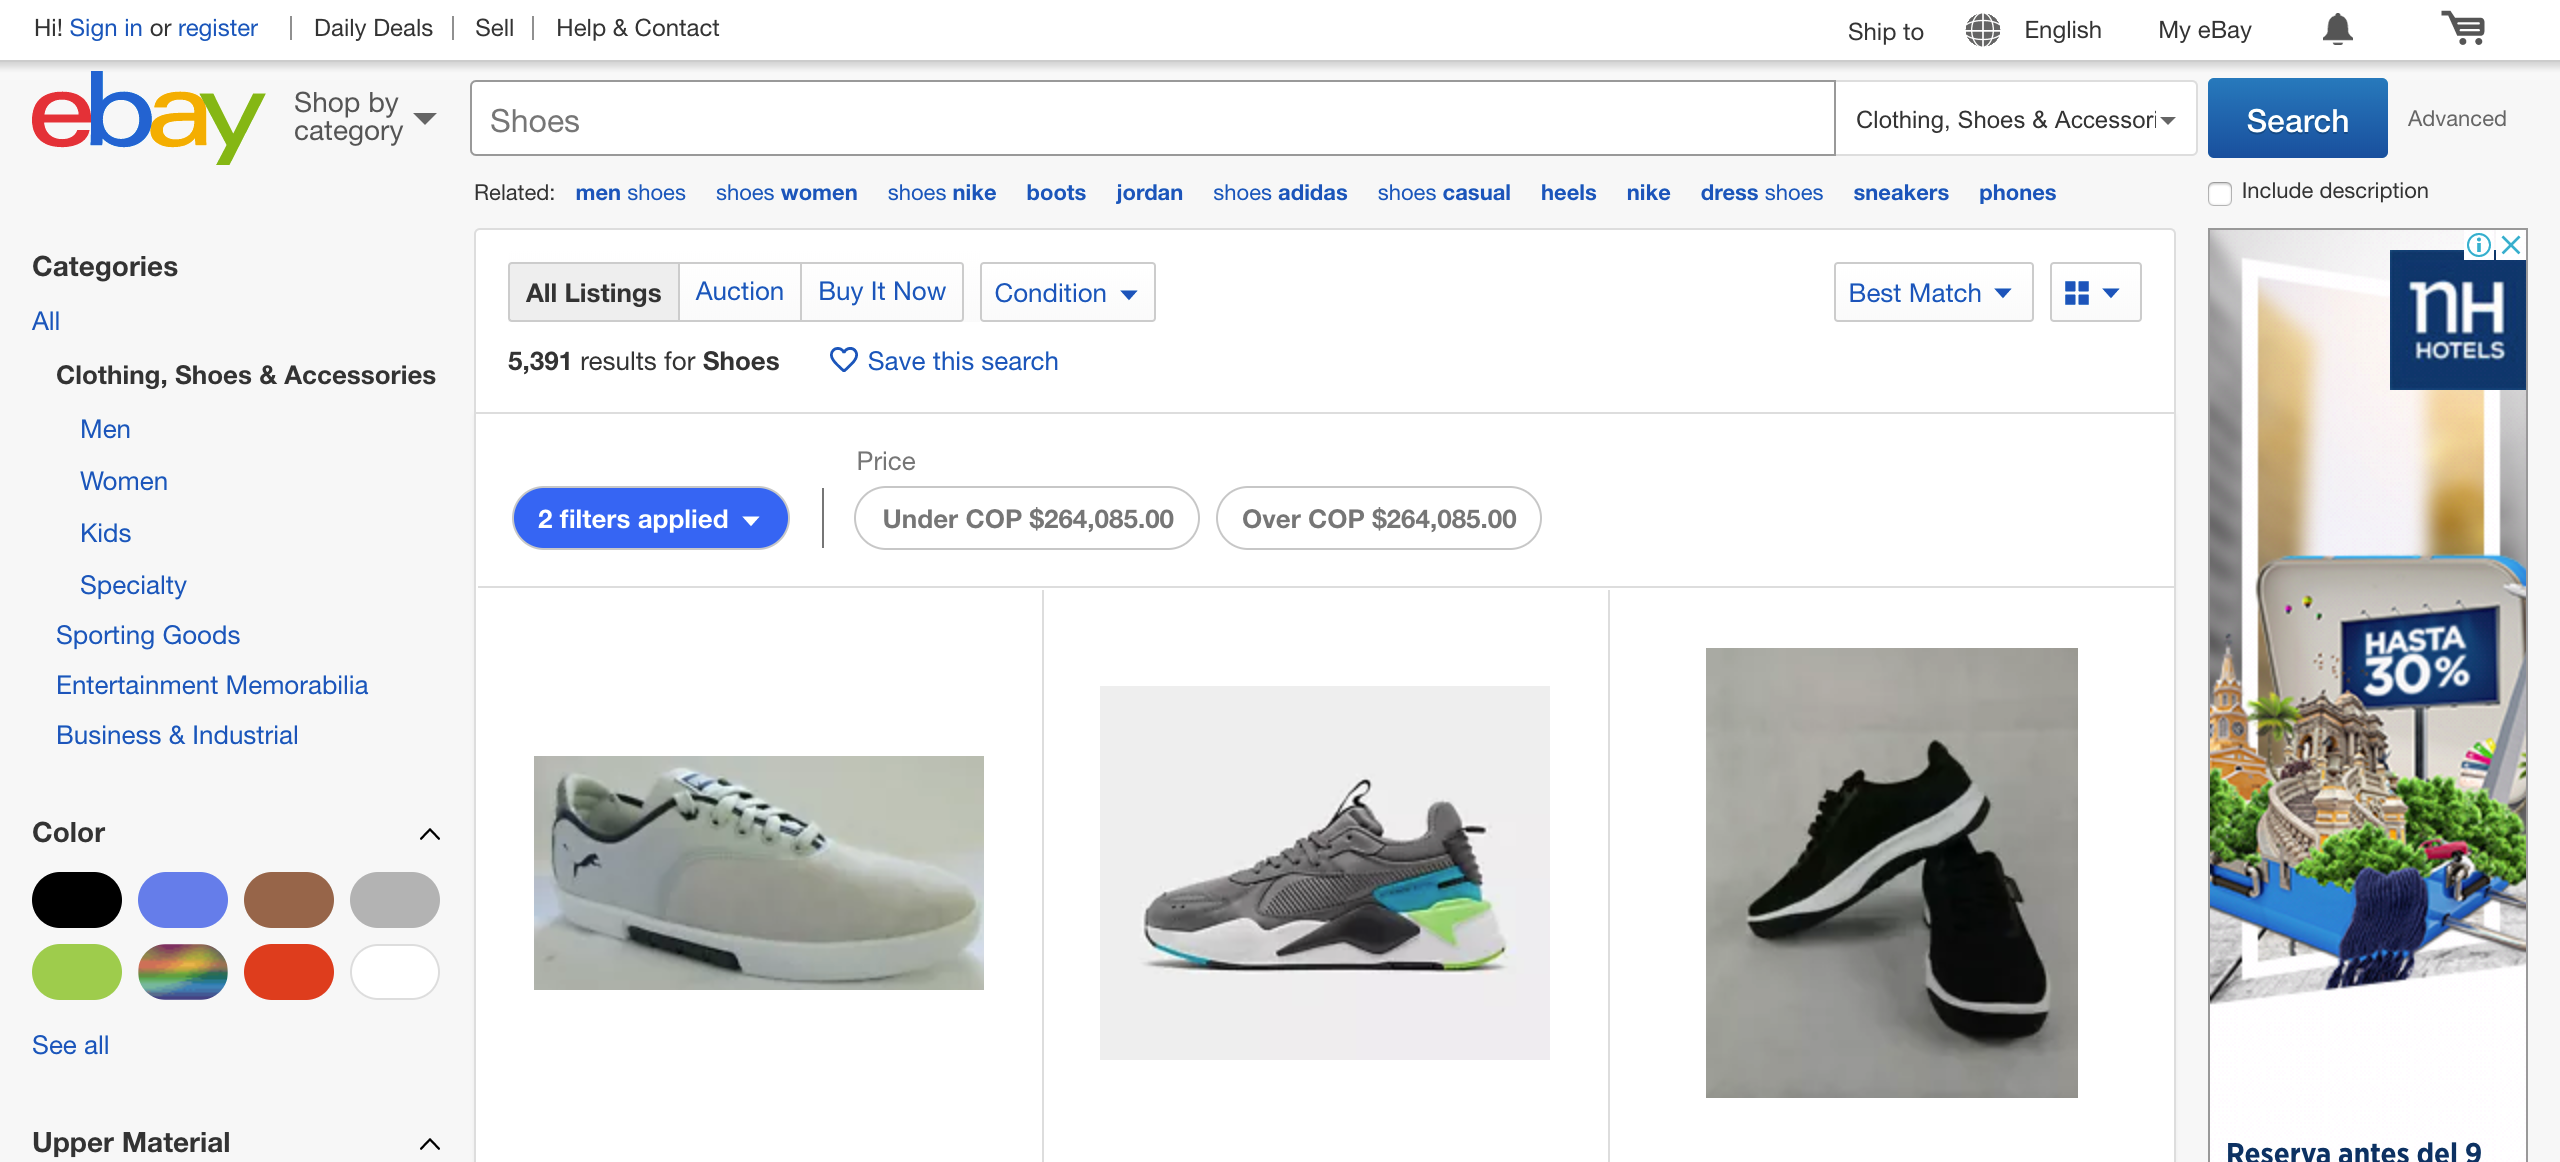 Hi! Sign in or register
Daily Deals
Sell
Help & Contact
Ship to
English
My eBay
ebay
Shop by
category
Shoes
Clothing, Shoes & Accessori
Search
Advanced
Related: men shoes shoes women shoes nike boots jordan shoes adidas shoes casual heels nike dress shoes sneakers phones
Include description
Categories
All
Clothing, Shoes & Accessories
Men
Women
Kids
Specialty
Sporting Goods
Entertainment Memorabilia
Business & Industrial
Color
See all
Upper Material
All Listings
Auction
Buy It Now
Condition
Best Match
5,391 results for Shoes
Save this search
Price
2 filters applied
Under COP $264,085.00
Over COP $264,085.00
nH
HOTELS
HASTA
30%
Reserva antes del 9